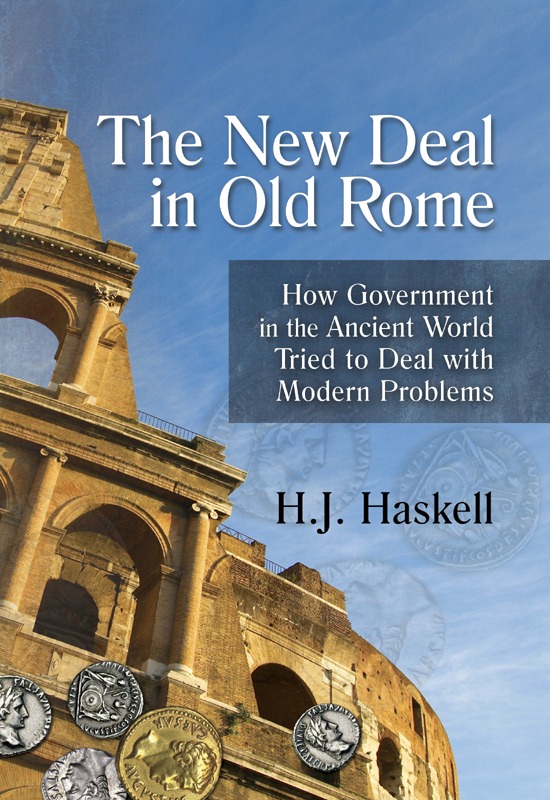 The New Deal
in Old Rome
How Government
in the Ancient World
Tried to Deal with
Modern Problems
H.J. Haskell
CAESAR